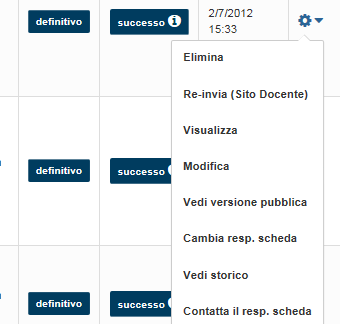 definitivo
successo
2/7/2012
15:33
Elimina
Re-invia (Sito Docente)
Visualizza
Modifica
definitivo
successo
Vedi versione pubblica
Cambia resp. scheda
Vedi storico
definitivo
successo
Contatta il resp. scheda